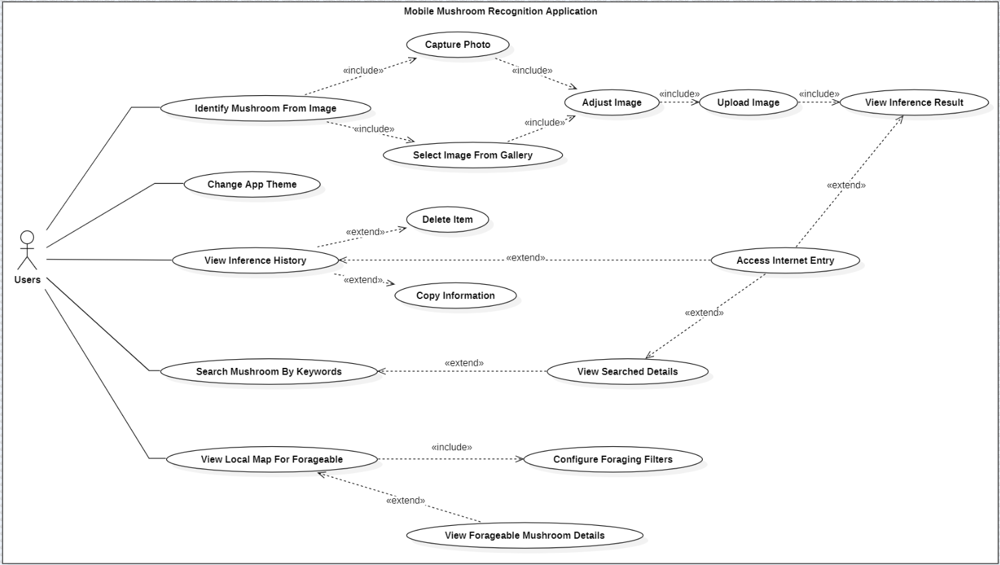 Mobile Mushroom Recognition Application
Capture Photo
«include»
«include»
Identify Mushroom From Image
Adjust Image
«include»
Upload Image
«include»
View Inference Result
«include»
«include»
Select Image From Gallery
Change App Theme
«extend»
Delete Item
«extend»
View Inference History
«extend»
Access Internet Entry
Users
«extend»
Copy Information
«extend»
Search Mushroom By Keywords
«extend»
View Searched Details
View Local Map For Forageable
«include»
Configure Foraging Filters
«extend»
View Forageable Mushroom Details